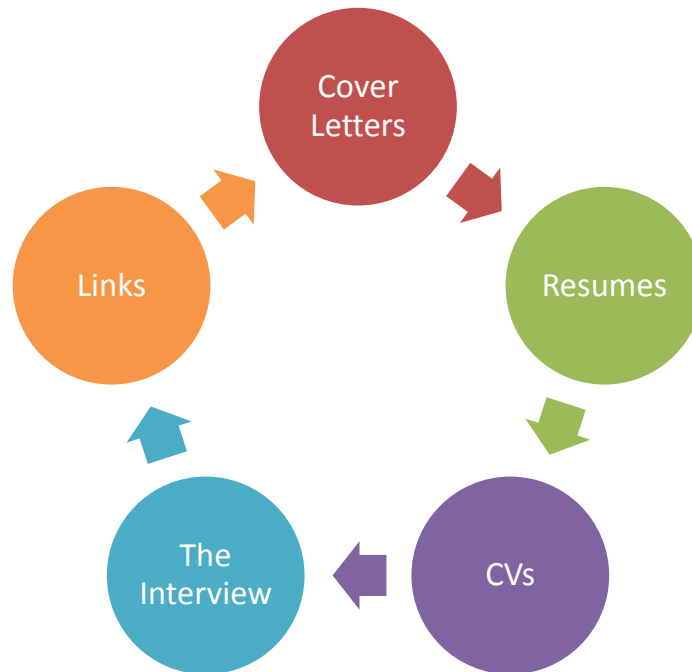 Cover
Letters
Resumes
CVs
The
Interview
Links